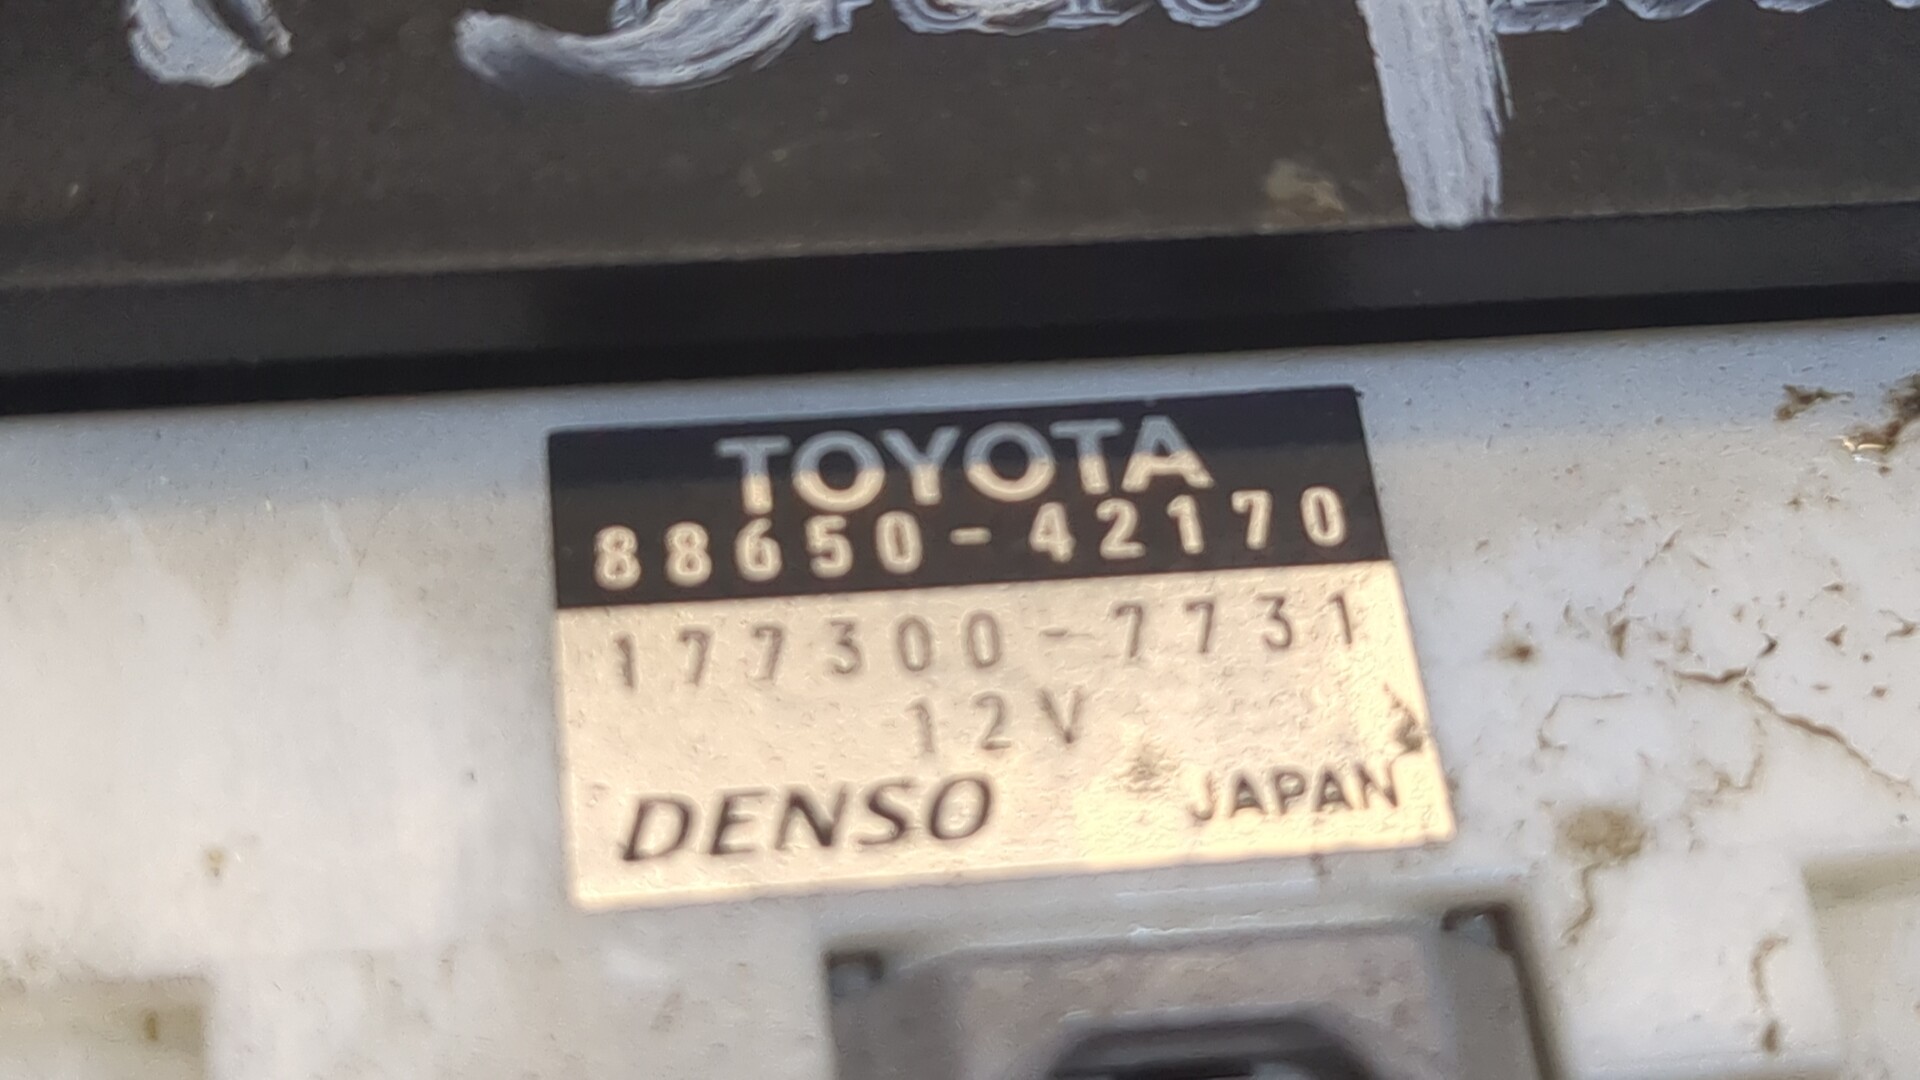 TOYOTA
88650-42170
177300-7731
12V
DENSO JAPAN